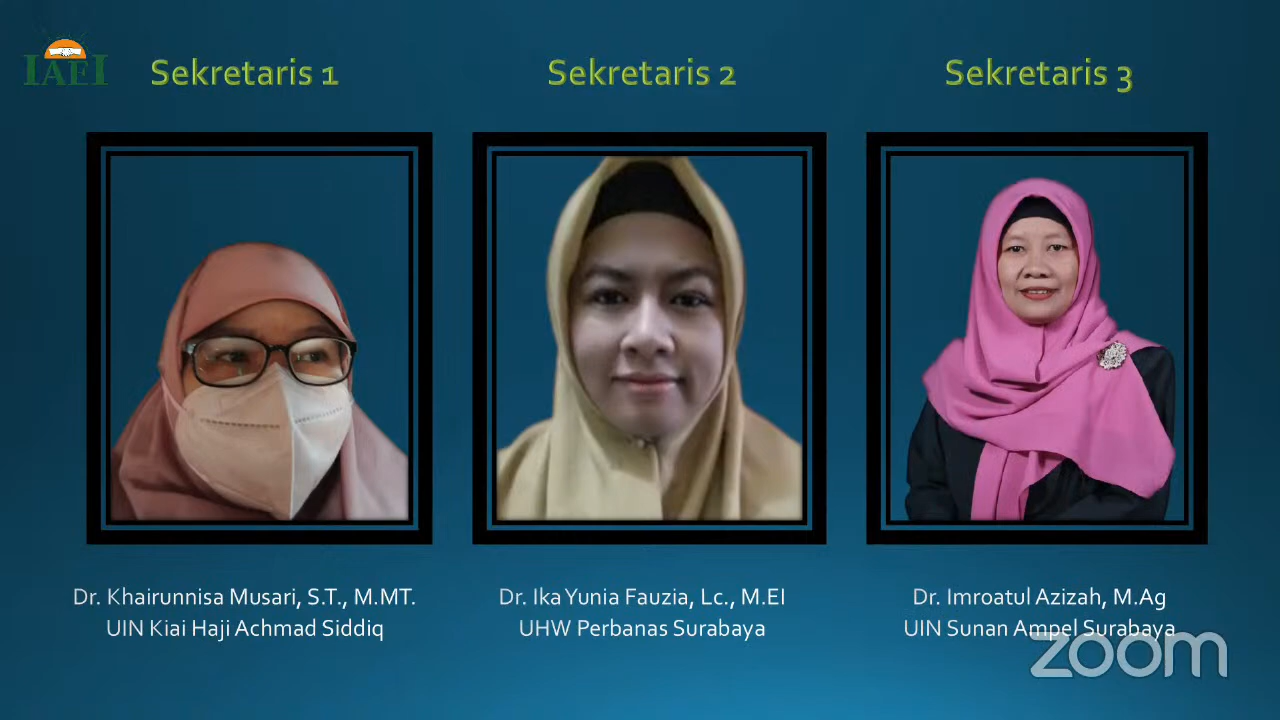 IAEI
Sekretaris 1
Sekretaris 2
Sekretaris 3
Dr. Khairunnisa Musari, S.T., M.MT.
UIN Kiai Haji Achmad Siddiq
Dr. Ika Yunia Fauzia, Lc., M.EI
UHW Perbanas Surabaya
Dr. Imroatul Azizah, M.Ag
UIN Sunan Ampel Surabaya
zoom